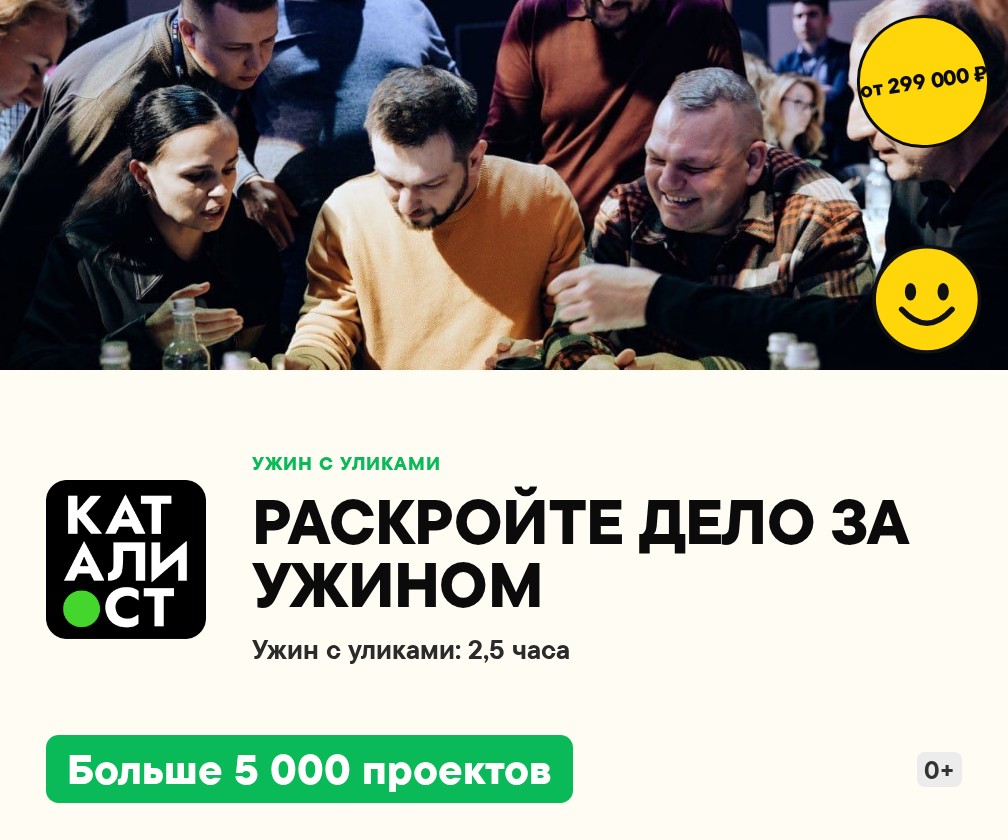 от 299 000 ₽
УЖИН С УЛИКАМИ
КАТ
АЛИ
СТ
РАСКРОЙТЕ ДЕЛО ЗА
УЖИНОМ
Ужин с уликами: 2,5 часа
Больше 5 000 проектов
0+